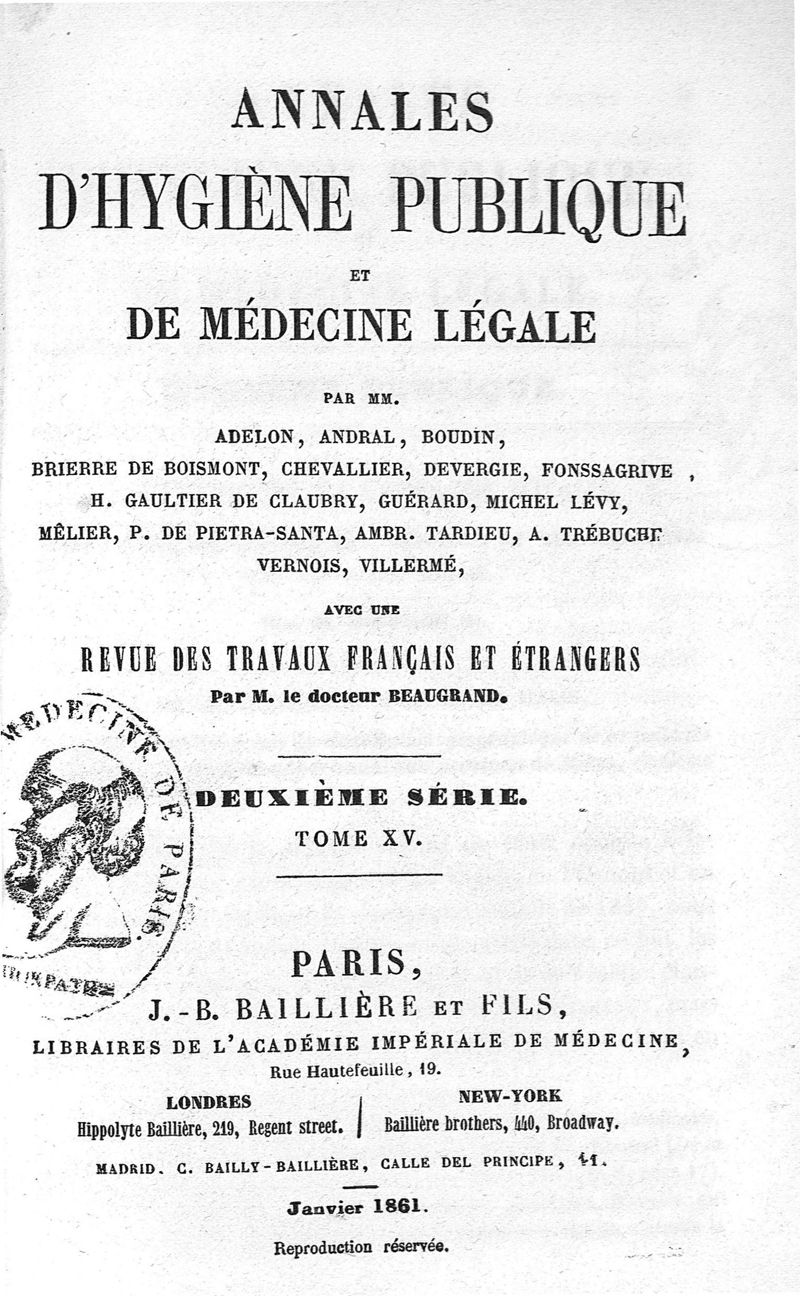 ANNALES
D'HYGIÈNE PUBLIQUE
ET
DE MÉDECINE LÉGALE
PAR MM.
ADELON, ANDRAL, BOUDIN,
BRIERRE DE BOISMONT, CHEVALLIER, DEVERGIE, FONSSAGRIVE ,
H. GAULTIER DE CLAUBRY, GUÉRARD, MICHEL LÉVY,
MÊLIER, P. DE PIETRA-SANTA, AMBR. TARDIEU, A. TRÉBUCHE
VERNOIS, VILLERMÉ,
AVEC UNE
REVUE DES TRAVAUX FRANÇAIS ET ÉTRANGERS
Par M. le docteur BEAUGRAND.
MEDECINE DE PARIS.
DEUXIÈME SÉRIE.
TOME XV.
PARIS,
J.-B. BAILLIÈRE ET FILS,
LIBRAIRES DE L'ACADÉMIE IMPÉRIALE DE MÉDECINE,
Rue Hautefeuille, 19.
LONDRES
Hippolyte Baillière, 219, Regent street.
NEW-YORK
Baillière brothers, 440, Broadway.
MADRID. C. BAILLY-BAILLIÈRE, CALLE DEL PRINCIPE, 11.
Janvier 1861.
Reproduction réservée.